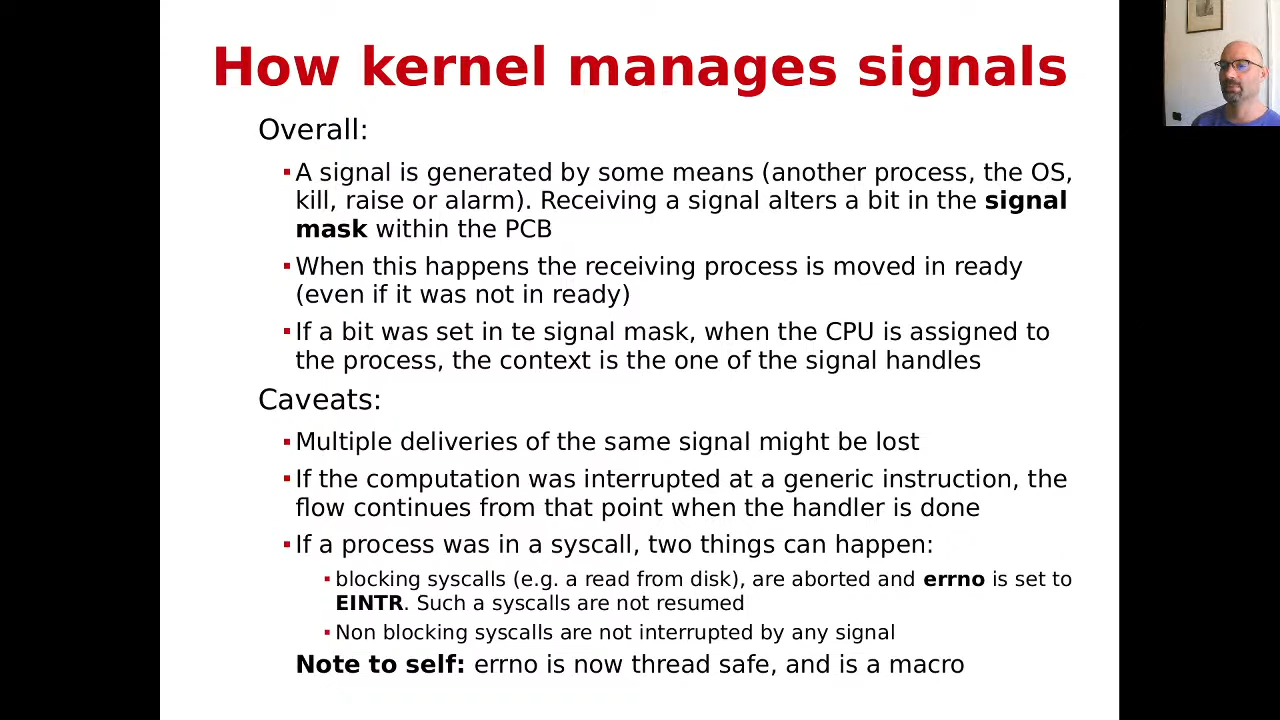 How kernel manages signals
Overall:
▪A signal is generated by some means (another process, the OS,
kill, raise or alarm). Receiving a signal alters a bit in the signal
mask within the PCB
▪When this happens the receiving process is moved in ready
(even if it was not in ready)
▪If a bit was set in te signal mask, when the CPU is assigned to
the process, the context is the one of the signal handles
Caveats:
▪Multiple deliveries of the same signal might be lost
▪If the computation was interrupted at a generic instruction, the
flow continues from that point when the handler is done
▪If a process was in a syscall, two things can happen:
▪blocking syscalls (e.g. a read from disk), are aborted and errno is set to
EINTR. Such a syscalls are not resumed
▪Non blocking syscalls are not interrupted by any signal
Note to self: errno is now thread safe, and is a macro